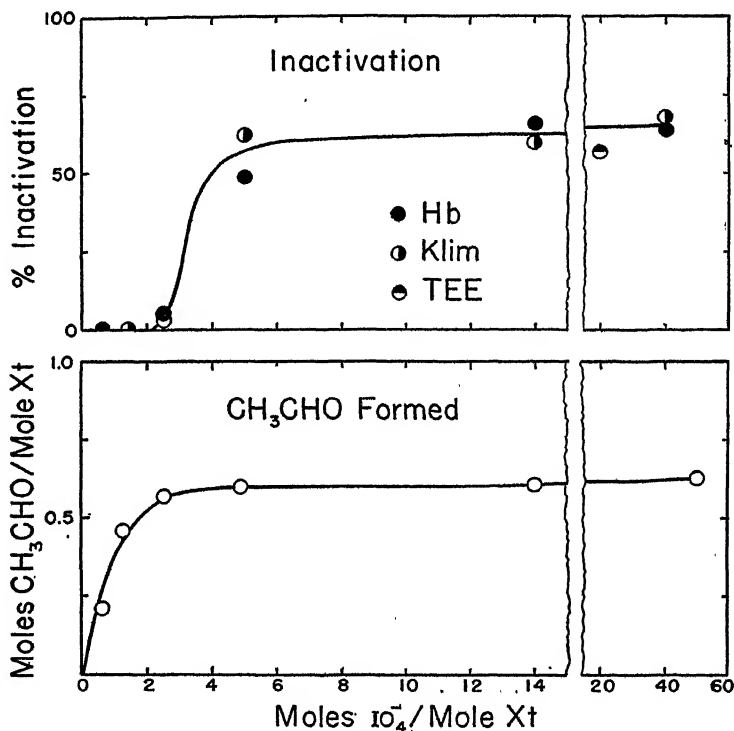 100
Inactivation
% Inactivation
50
Hb
Klim
TEE
0
1.0
CH₃CHO Formed
Moles CH₃CHO/Mole Xt
0.5
0 2 4 6 8 10 12 14 20 40 60
Moles IO₄⁻/Mole Xt